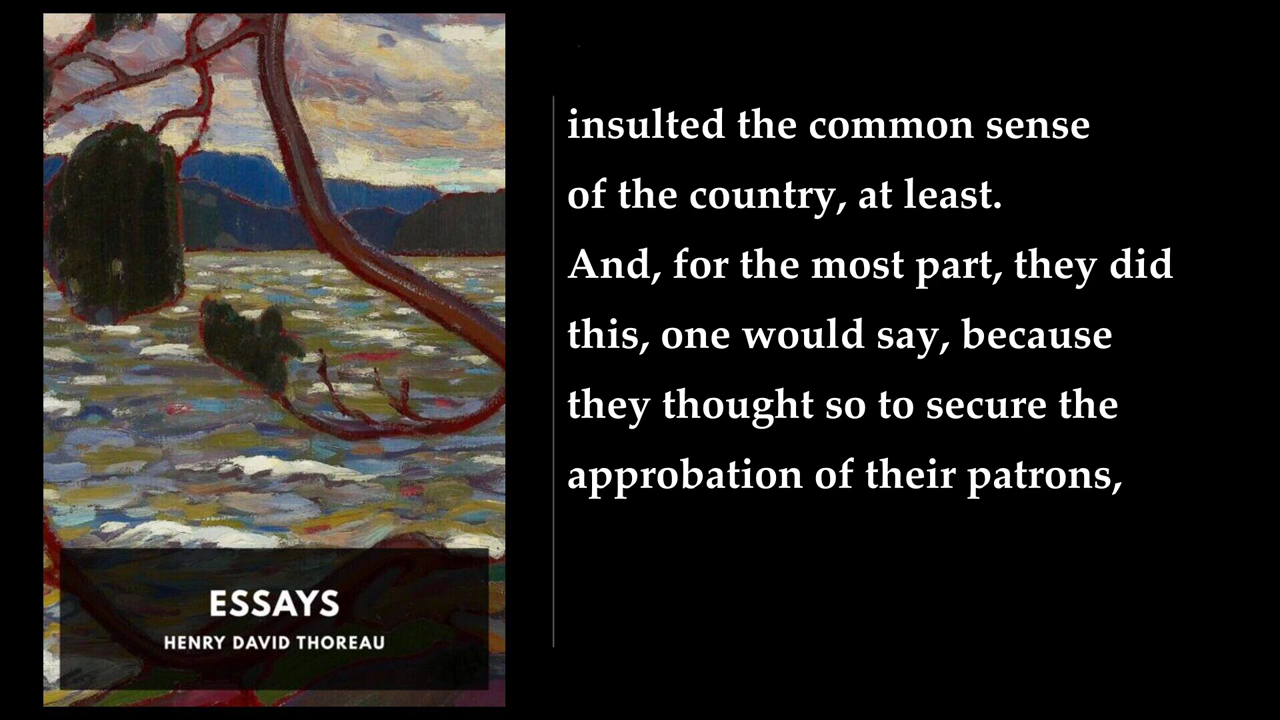 ESSAYS
HENRY DAVID THOREAU
insulted the common sense
of the country, at least.
And, for the most part, they did
this, one would say, because
they thought so to secure the
approbation of their patrons,